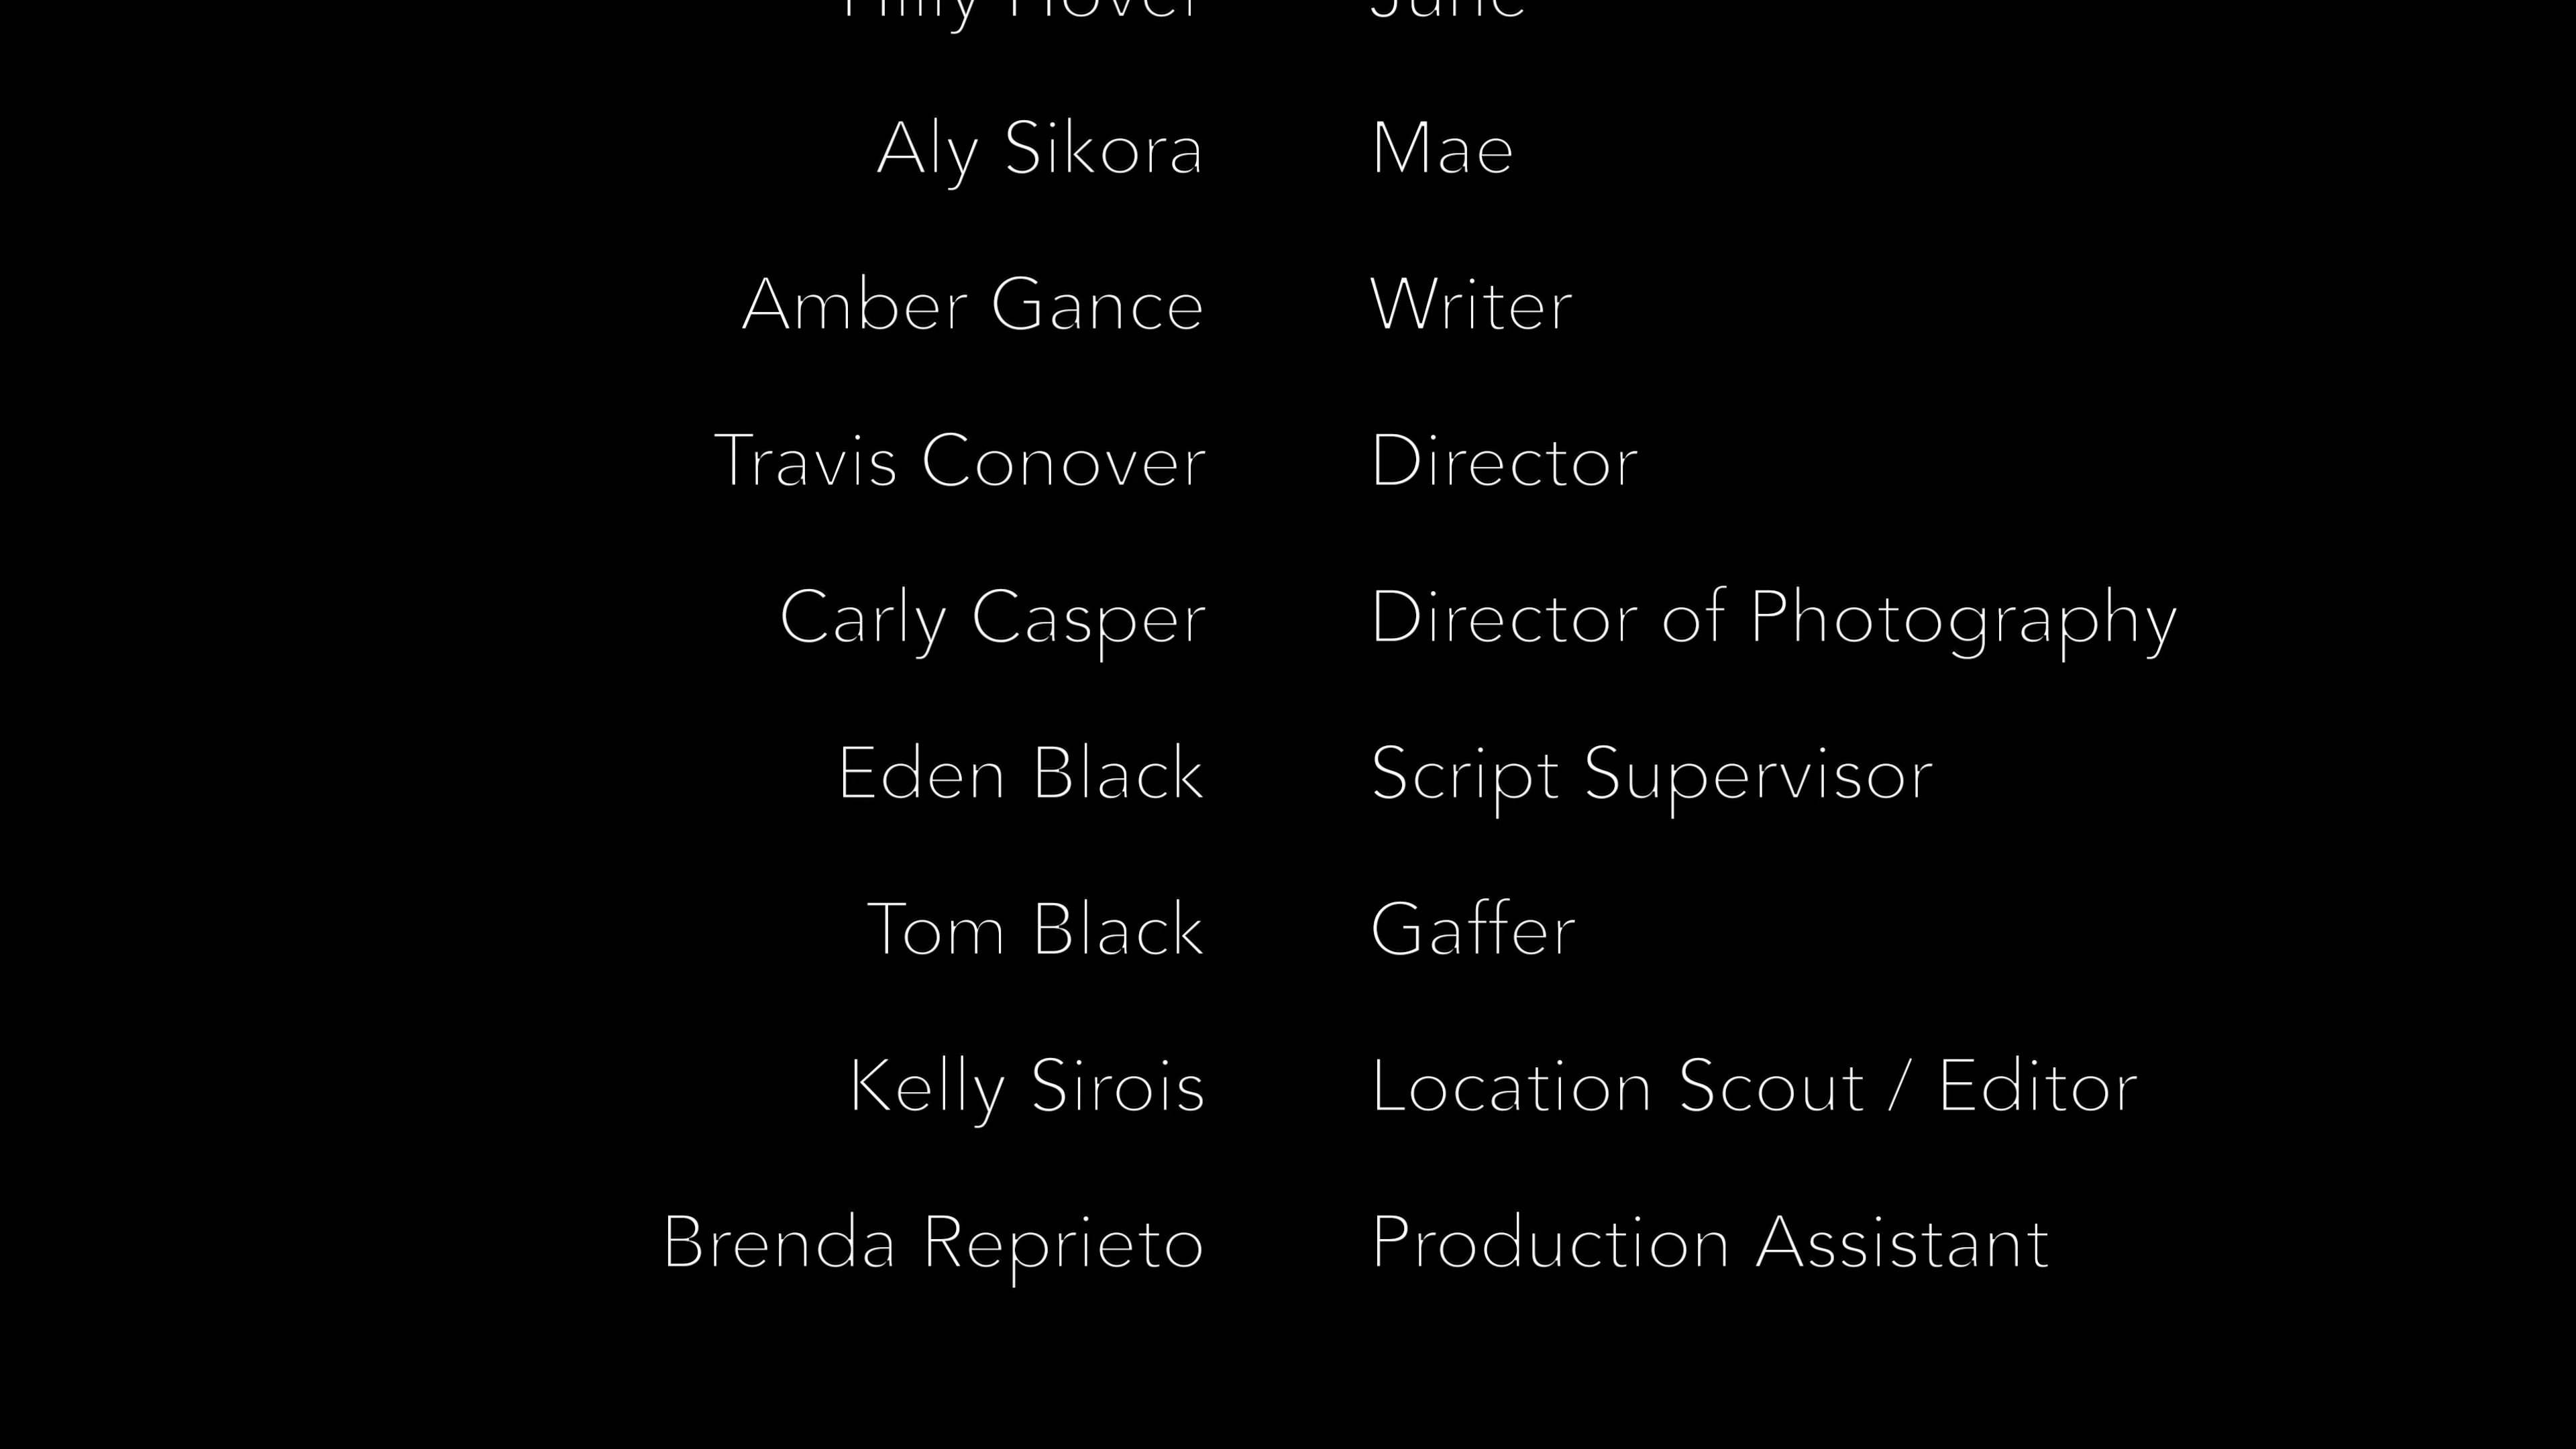 June
Aly Sikora Mae
Amber Gance Writer
Travis Conover Director
Carly Casper Director of Photography
Eden Black Script Supervisor
Tom Black Gaffer
Kelly Sirois Location Scout / Editor
Brenda Reprieto Production Assistant